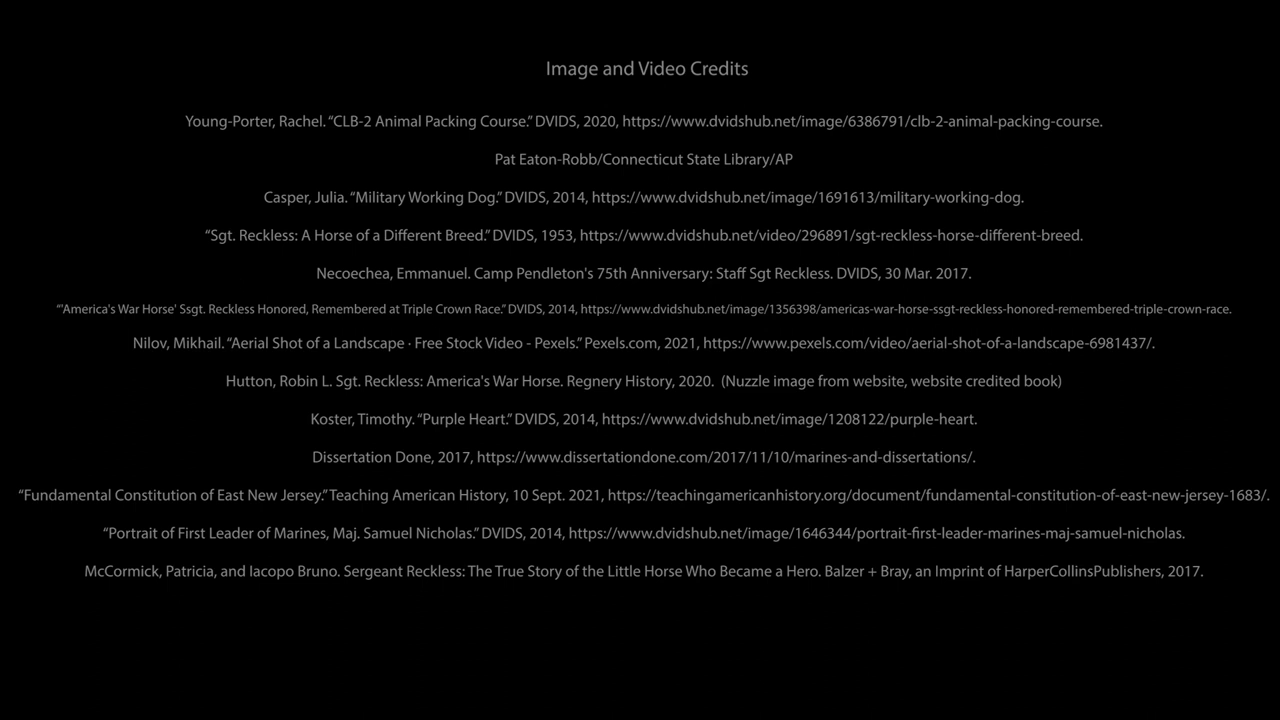 Image and Video Credits
Young-Porter, Rachel. “CLB-2 Animal Packing Course.” DVIDS, 2020, https://www.dvidshub.net/image/6386791/clb-2-animal-packing-course.
Pat Eaton-Robb/Connecticut State Library/AP
Casper, Julia. “Military Working Dog.” DVIDS, 2014, https://www.dvidshub.net/image/1691613/military-working-dog.
“Sgt. Reckless: A Horse of a Different Breed.” DVIDS, 1953, https://www.dvidshub.net/video/296891/sgt-reckless-horse-different-breed.
Necoechea, Emmanuel. Camp Pendleton's 75th Anniversary: Staff Sgt Reckless. DVIDS, 30 Mar. 2017.
“'America's War Horse' Ssgt. Reckless Honored, Remembered at Triple Crown Race.” DVIDS, 2014, https://www.dvidshub.net/image/1356398/americas-war-horse-ssgt-reckless-honored-remembered-triple-crown-race.
Nilov, Mikhail. “Aerial Shot of a Landscape · Free Stock Video - Pexels.” Pexels.com, 2021, https://www.pexels.com/video/aerial-shot-of-a-landscape-6981437/.
Hutton, Robin L. Sgt. Reckless: America's War Horse. Regnery History, 2020.  (Nuzzle image from website, website credited book)
Koster, Timothy. “Purple Heart.” DVIDS, 2014, https://www.dvidshub.net/image/1208122/purple-heart.
Dissertation Done, 2017, https://www.dissertationdone.com/2017/11/10/marines-and-dissertations/.
“Fundamental Constitution of East New Jersey.” Teaching American History, 10 Sept. 2021, https://teachingamericanhistory.org/document/fundamental-constitution-of-east-new-jersey-1683/.
“Portrait of First Leader of Marines, Maj. Samuel Nicholas.” DVIDS, 2014, https://www.dvidshub.net/image/1646344/portrait-first-leader-marines-maj-samuel-nicholas.
McCormick, Patricia, and Iacopo Bruno. Sergeant Reckless: The True Story of the Little Horse Who Became a Hero. Balzer + Bray, an Imprint of HarperCollinsPublishers, 2017.